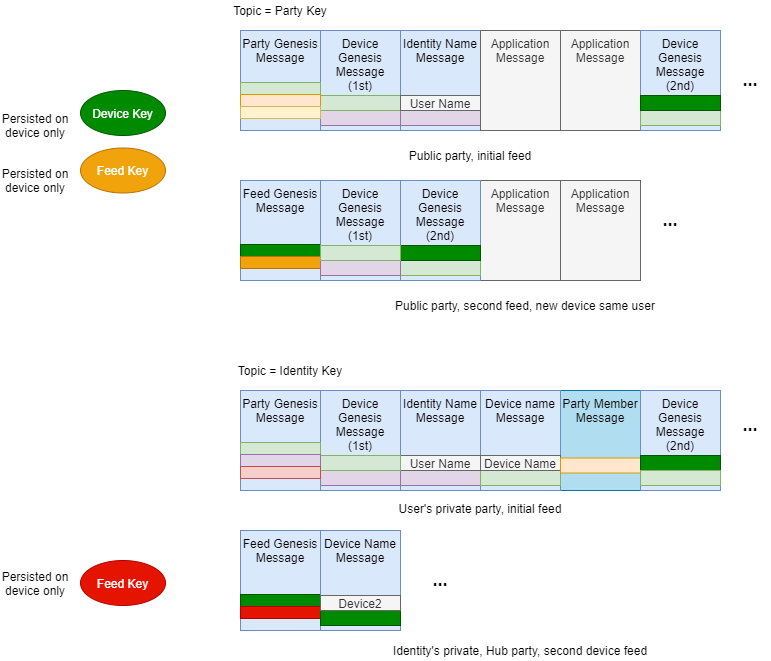 Topic = Party Key
Party Genesis
Message
Device
Genesis
Message
(1st)
Identity Name
Message
User Name
Application
Message
Application
Message
Device
Genesis
Message
(2nd)
...
Persisted on
device only
Device Key
Public party, initial feed
Persisted on
device only
Feed Key
Feed Genesis
Message
Device
Genesis
Message
(1st)
Device
Genesis
Message
(2nd)
Application
Message
Application
Message
...
Public party, second feed, new device same user
Topic = Identity Key
Party Genesis
Message
Device
Genesis
Message
(1st)
Identity Name
Message
User Name
Device name
Message
Device Name
Party Member
Message
Device
Genesis
Message
(2nd)
...
User's private party, initial feed
Persisted on
device only
Feed Key
Feed Genesis
Message
Device Name
Message
Device2
...
Identity's private, Hub party, second device feed